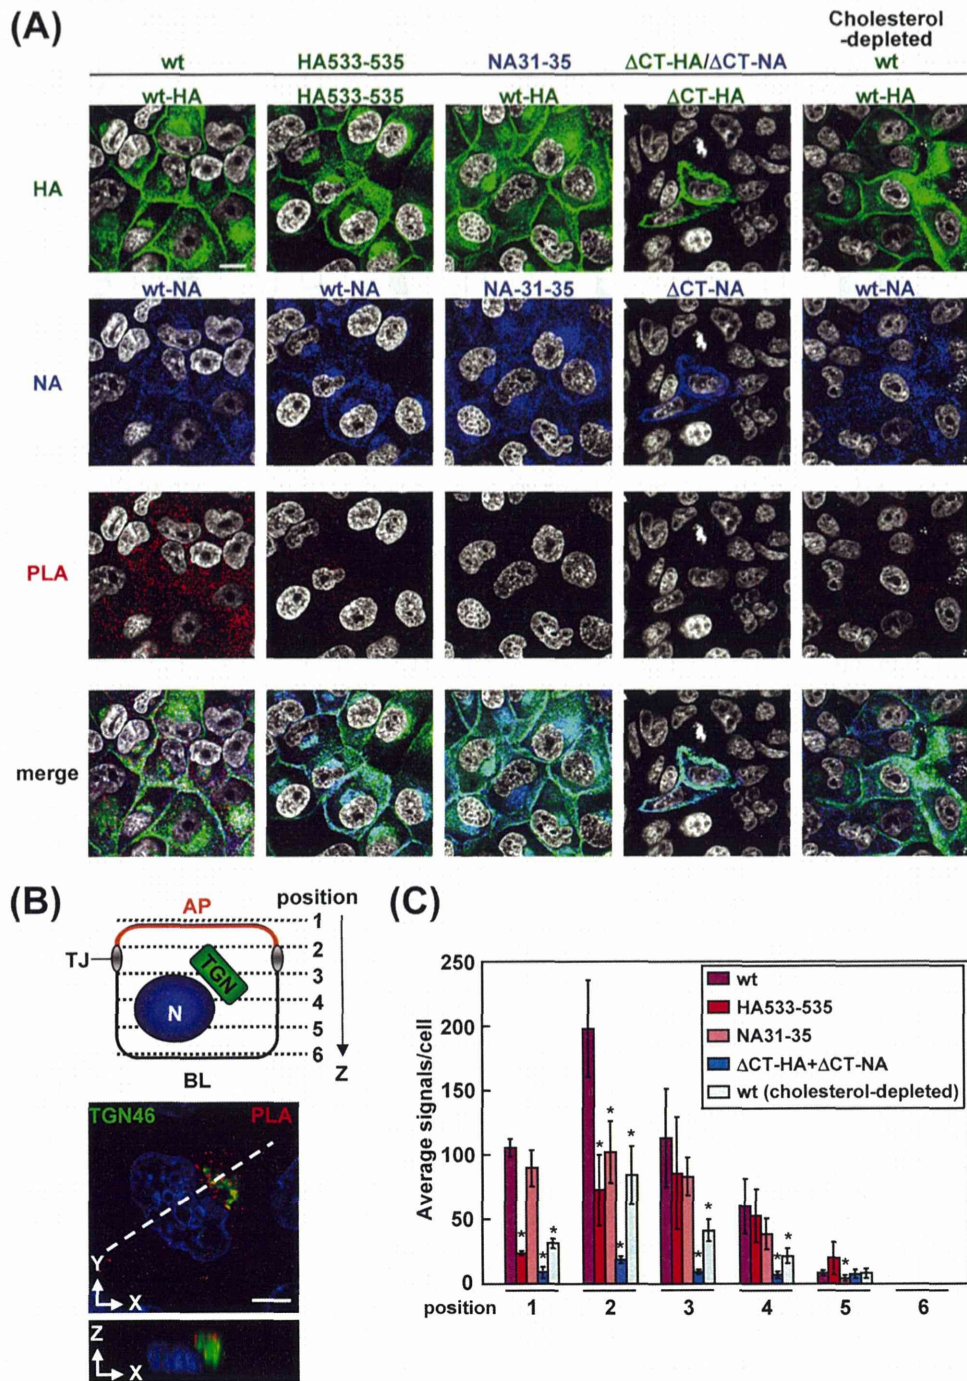 (A)
Cholesterol
-depleted
wt HA533-535 NA31-35 ΔCT-HA/ΔCT-NA wt
wt-HA HA533-535 wt-HA ΔCT-HA wt-HA
HA
wt-NA wt-NA NA-31-35 ΔCT-NA wt-NA
NA
PLA
merge
(B)
AP
position
1
2
3
4
5
6
TJ
TGN
N
BL
Z
TGN46 PLA
Y
X
Z
X
(C)
Average signals/cell
250
200
150
100
50
0
wt
HA533-535
NA31-35
ΔCT-HA+ΔCT-NA
wt (cholesterol-depleted)
* * *
* * * *
* *
* *
*
position 1 2 3 4 5 6